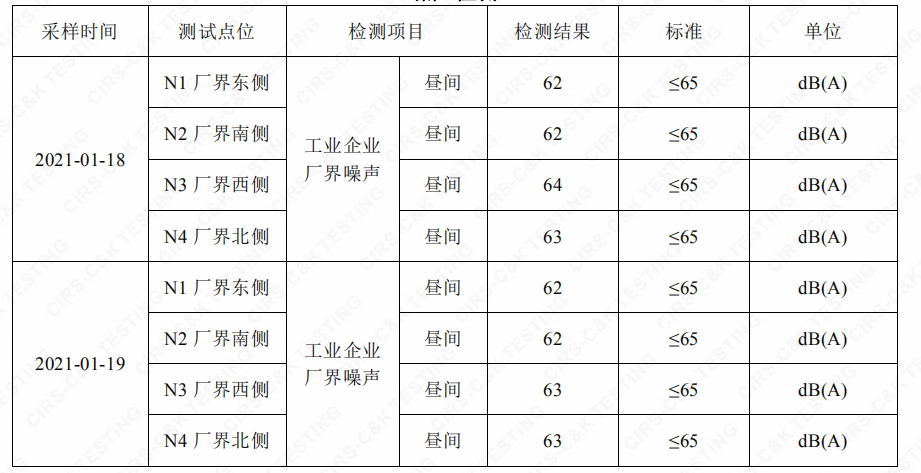 采样时间 测试点位 检测项目 检测结果 标准 单位
2021-01-18 N1 厂界东侧 工业企业厂界噪声 昼间 62 ≤65 dB(A)
N2 厂界南侧 昼间 62 ≤65 dB(A)
N3 厂界西侧 昼间 64 ≤65 dB(A)
N4 厂界北侧 昼间 63 ≤65 dB(A)
2021-01-19 N1 厂界东侧 工业企业厂界噪声 昼间 62 ≤65 dB(A)
N2 厂界南侧 昼间 62 ≤65 dB(A)
N3 厂界西侧 昼间 63 ≤65 dB(A)
N4 厂界北侧 昼间 63 ≤65 dB(A)
CIRS-C&K TESTING